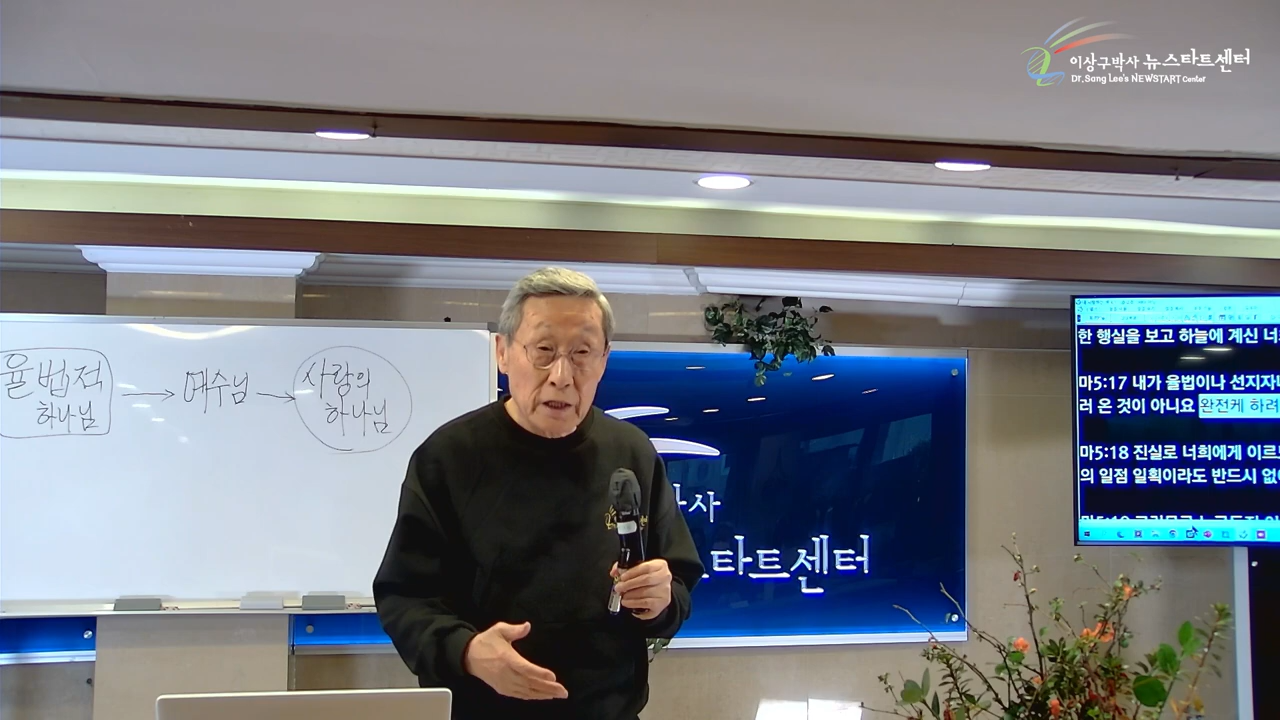 이상구박사 뉴스타트센터
Dr. Sang Lee's NEWSTART Center
율법적
하나님
예수님
사랑의
하나님
박사
스타트센터
한 행실을 보고 하늘에 계신 너
마5:17 내가 율법이나 선지자
러 온 것이 아니요 완전케 하려
마5:18 진실로 너희에게 이르
의 일점 일획이라도 반드시 없